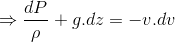 ⇒ dP/ρ + g.dz = −v.dv